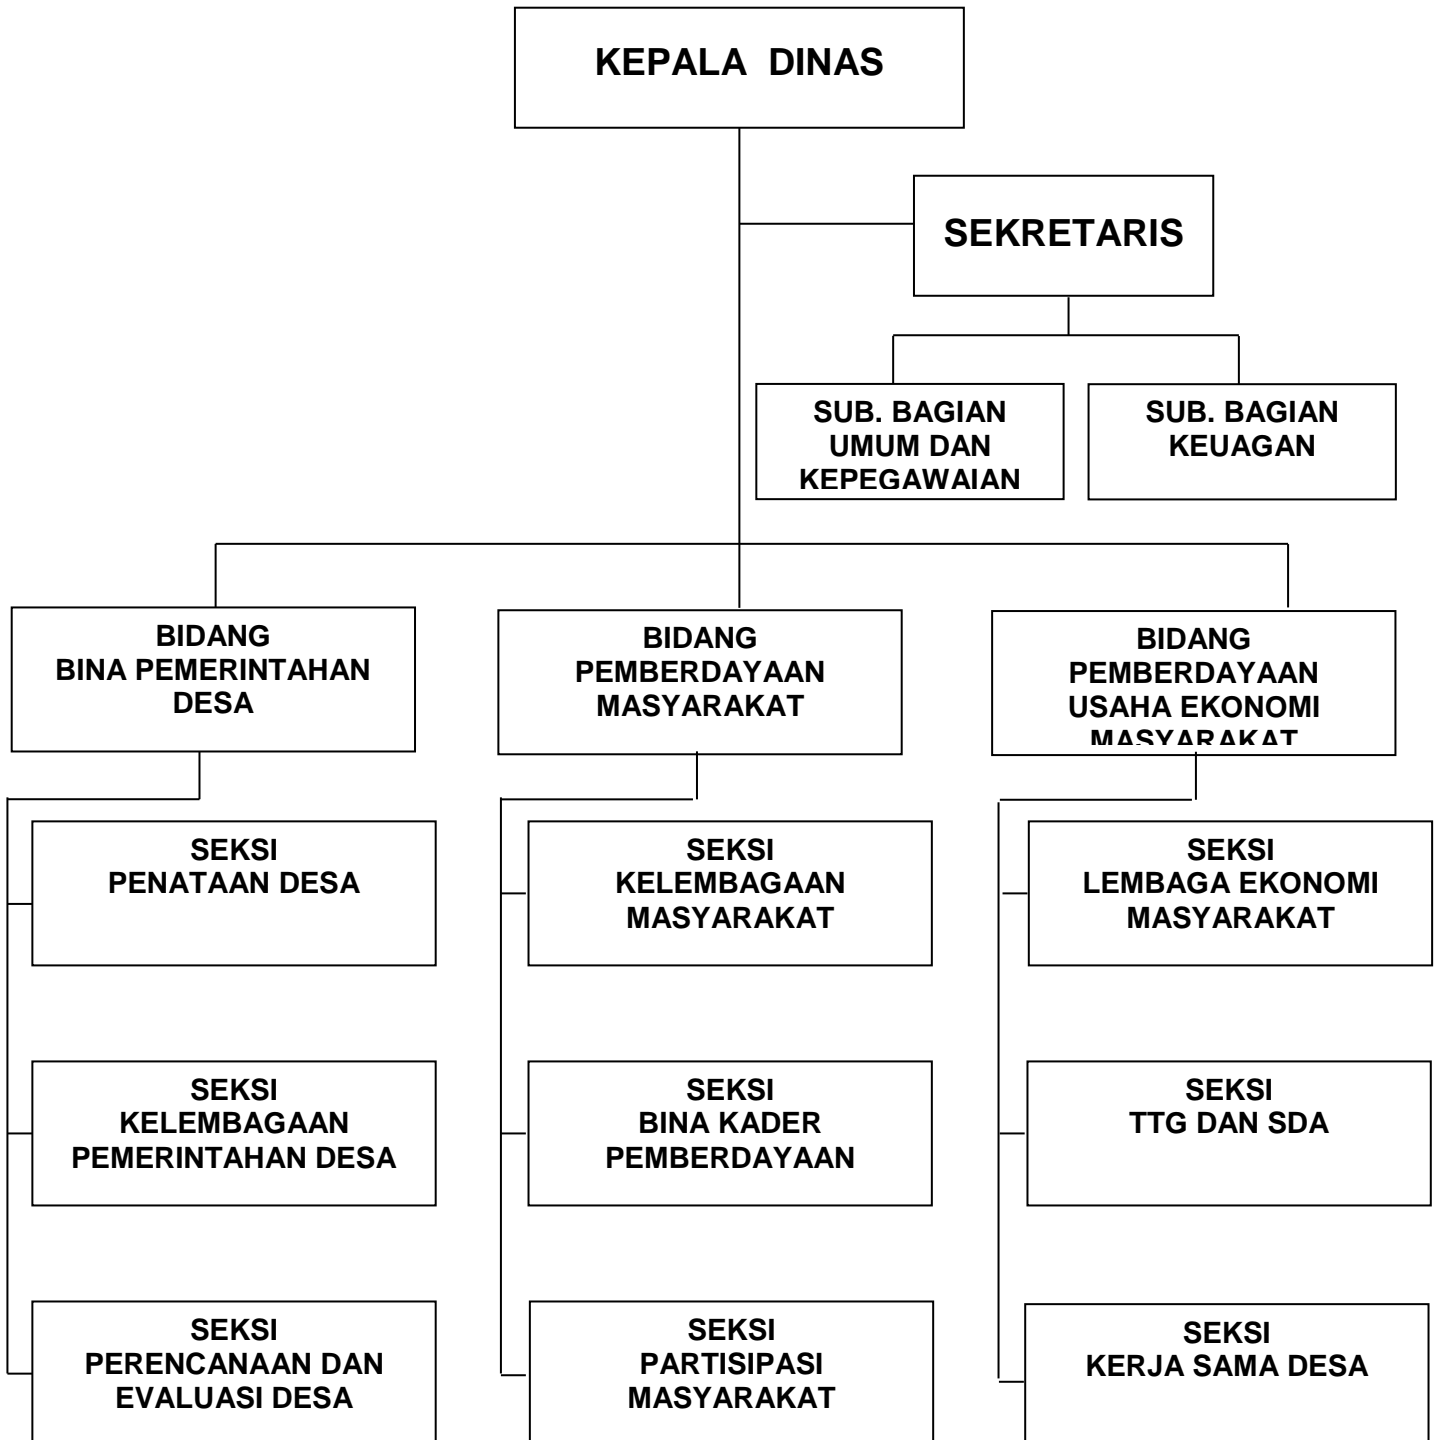 KEPALA DINAS
SEKRETARIS
SUB. BAGIAN
UMUM DAN
KEPEGAWAIAN
SUB. BAGIAN
KEUAGAN
BIDANG
BINA PEMERINTAHAN
DESA
BIDANG
PEMBERDAYAAN
MASYARAKAT
BIDANG
PEMBERDAYAAN
USAHA EKONOMI
MASYARAKAT
SEKSI
PENATAAN DESA
SEKSI
KELEMBAGAAN
MASYARAKAT
SEKSI
LEMBAGA EKONOMI
MASYARAKAT
SEKSI
KELEMBAGAAN
PEMERINTAHAN DESA
SEKSI
BINA KADER
PEMBERDAYAAN
SEKSI
TTG DAN SDA
SEKSI
PERENCANAAN DAN
EVALUASI DESA
SEKSI
PARTISIPASI
MASYARAKAT
SEKSI
KERJA SAMA DESA